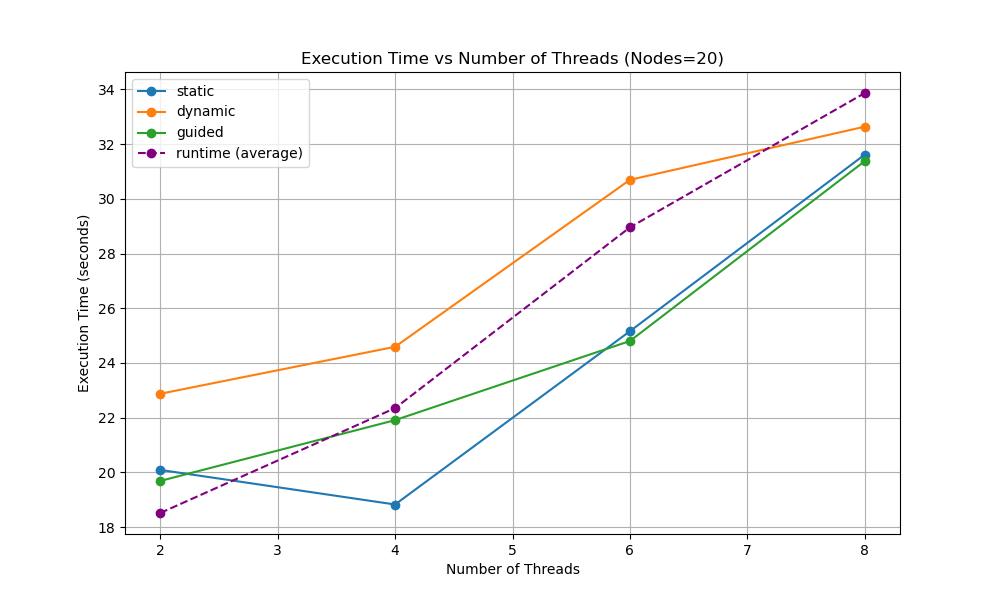 Execution Time vs Number of Threads (Nodes=20)
static
dynamic
guided
runtime (average)
Execution Time (seconds)
34
32
30
28
26
24
22
20
18
2 3 4 5 6 7 8
Number of Threads